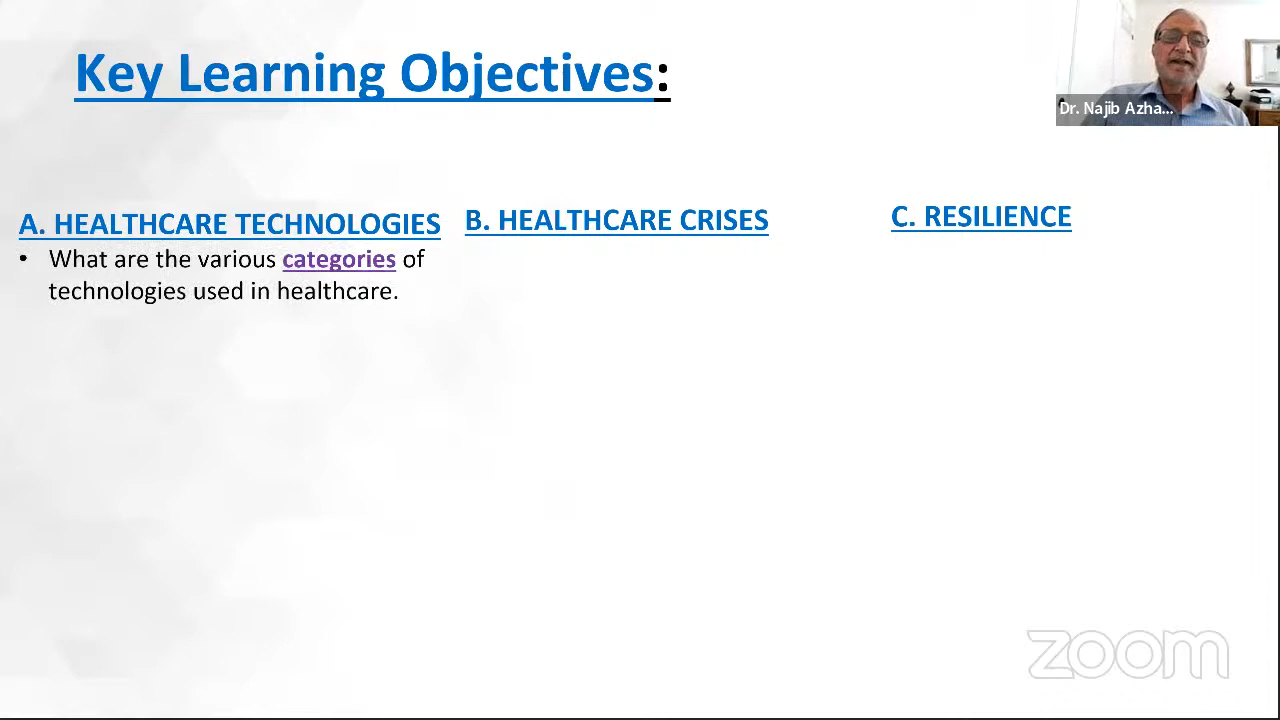 Key Learning Objectives:
Dr. Najib Azha...
A. HEALTHCARE TECHNOLOGIES
• What are the various categories of
technologies used in healthcare.
B. HEALTHCARE CRISES
C. RESILIENCE
zoom